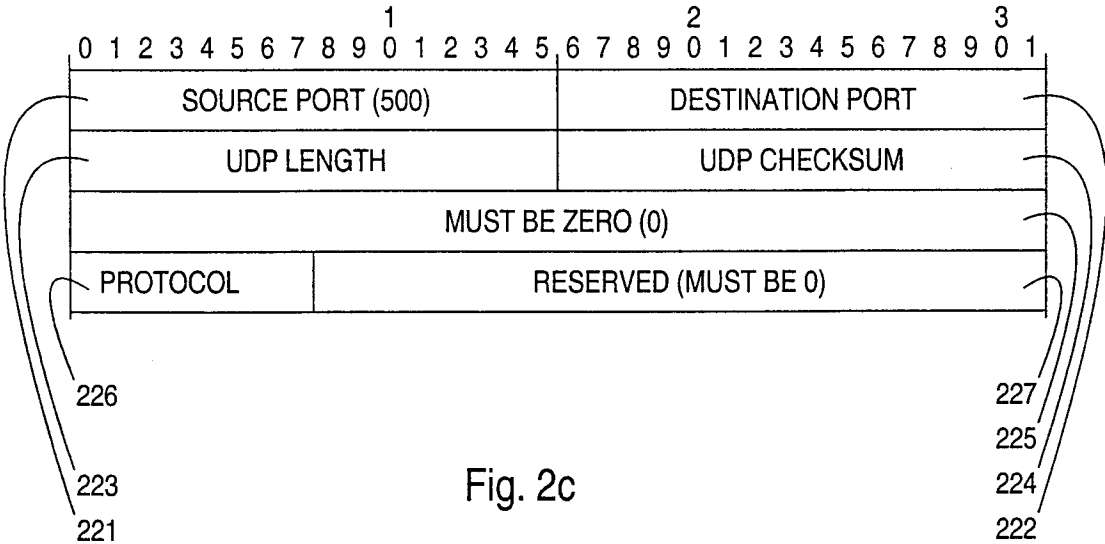 1 2 3
0 1 2 3 4 5 6 7 8 9 0 1 2 3 4 5 6 7 8 9 0 1 2 3 4 5 6 7 8 9 0 1
SOURCE PORT (500) DESTINATION PORT
UDP LENGTH UDP CHECKSUM
MUST BE ZERO (0)
PROTOCOL RESERVED (MUST BE 0)
226 227
225
223 Fig. 2c 224
221 222